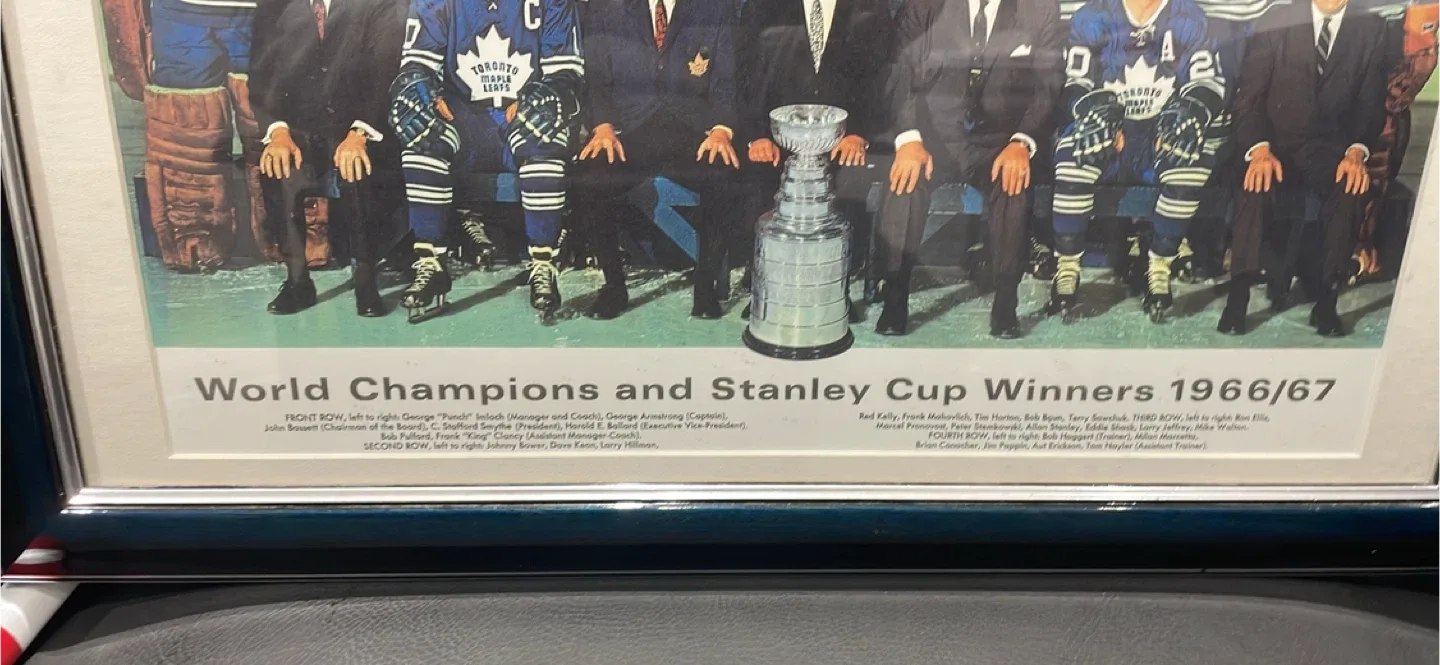 C
TORONTO
MAPLE
LEAFS
A
20
TORONTO
MAPLE
LEAFS
2
World Champions and Stanley Cup Winners 1966/67
FRONT ROW, left to right: George "Punch" Imlach (Manager and Coach), George Armstrong (Captain),
John Bassett (Chairman of the Board), C. Stafford Smythe (President), Harold E. Ballard (Executive Vice-President),
Bob Pulford, Frank "King" Clancy (Assistant Manager-Coach).
SECOND ROW, left to right: Johnny Bower, Dave Keon, Larry Hillman,
Red Kelly, Frank Mahovlich, Tim Horton, Bob Baun, Terry Sawchuk. THIRD ROW, left to right: Ron Ellis,
Marcel Pronovost, Peter Stemkowski, Allan Stanley, Eddie Shack, Larry Jeffrey, Mike Walton.
FOURTH ROW, left to right: Bob Haggert (Trainer), Milan Marcetta,
Brian Conacher, Jim Pappin, Aut Erickson, Tom Nayler (Assistant Trainer).